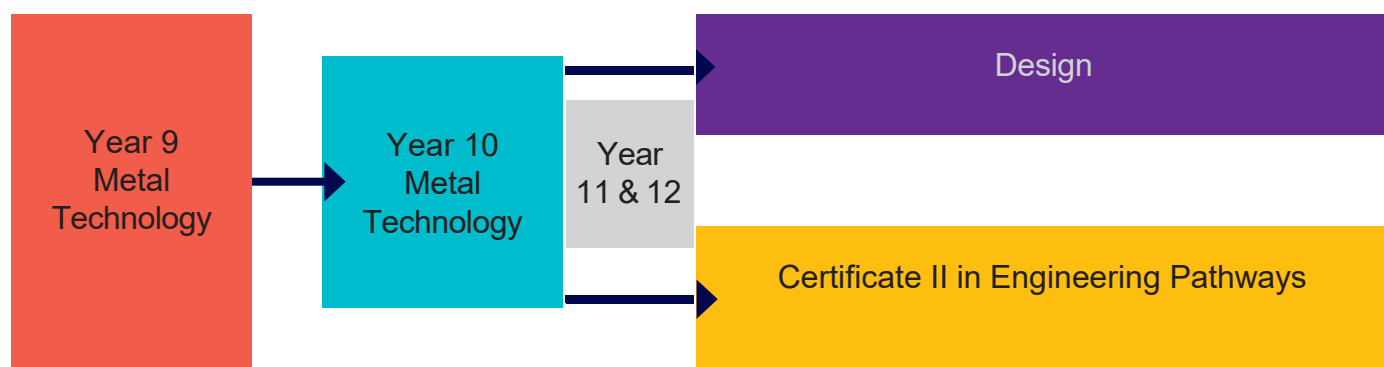 Year 9
Metal
Technology
Year 10
Metal
Technology
Year
11 & 12
Design
Certificate II in Engineering Pathways